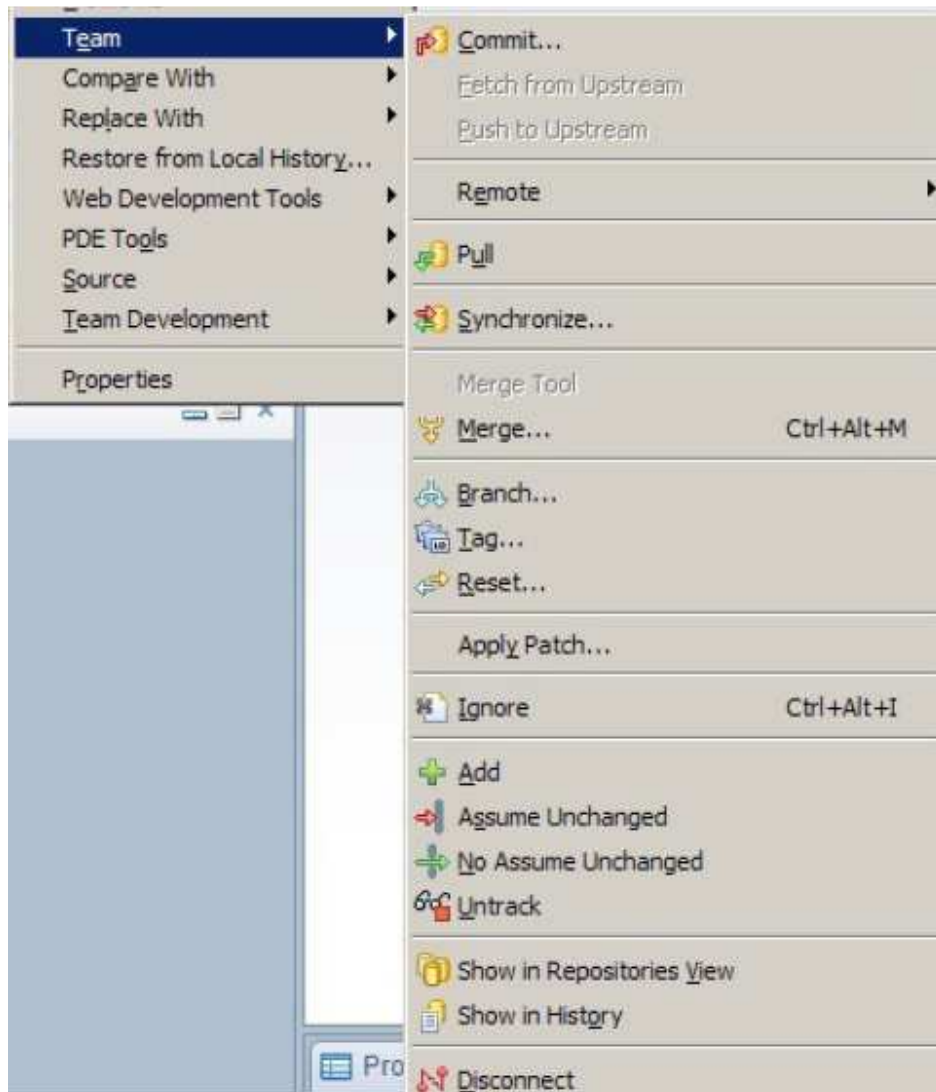 Team
Compare With
Replace With
Restore from Local History...
Web Development Tools
PDE Tools
Source
Team Development
Properties
Commit...
Fetch from Upstream
Push to Upstream
Remote
Pull
Synchronize...
Merge Tool
Merge... Ctrl+Alt+M
Branch...
Tag...
Reset...
Apply Patch...
Ignore Ctrl+Alt+I
Add
Assume Unchanged
No Assume Unchanged
Untrack
Show in Repositories View
Show in History
Disconnect
Pro